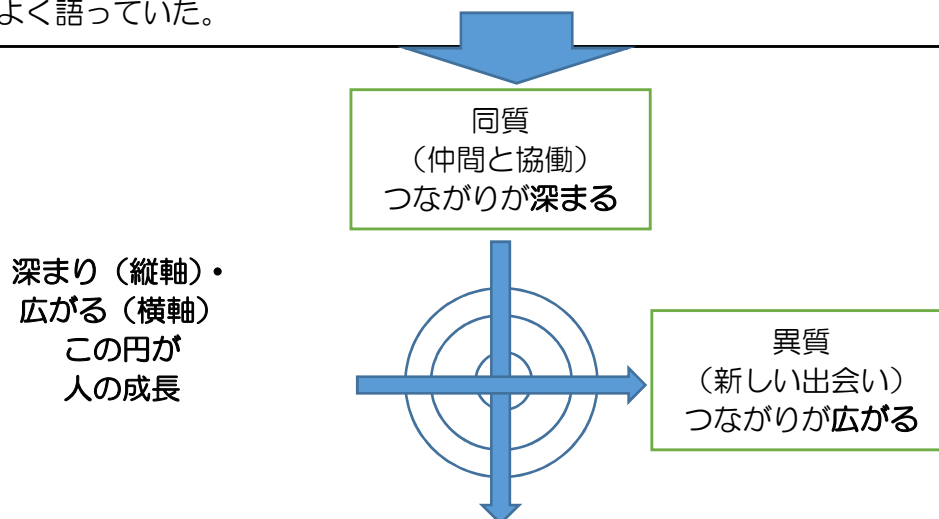 よく語っていた。
同質
（仲間と協働）
つながりが深まる
深まり（縦軸）・
広がる（横軸）
この円が
人の成長
異質
（新しい出会い）
つながりが広がる